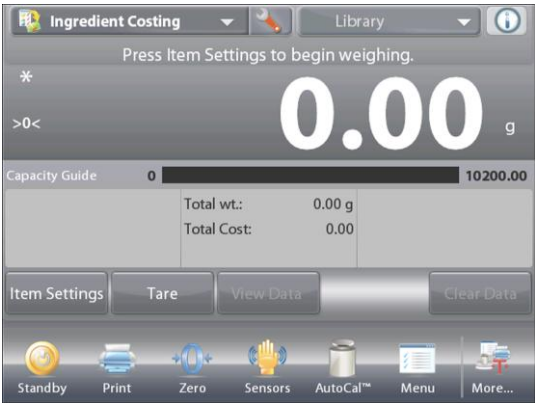 Ingredient Costing Library
Press Item Settings to begin weighing.
*
>0< 0.00 g
Capacity Guide 0 10200.00
Total wt.: 0.00 g
Total Cost: 0.00
Item Settings Tare View Data Clear Data
Standby Print Zero Sensors AutoCal™ Menu More...